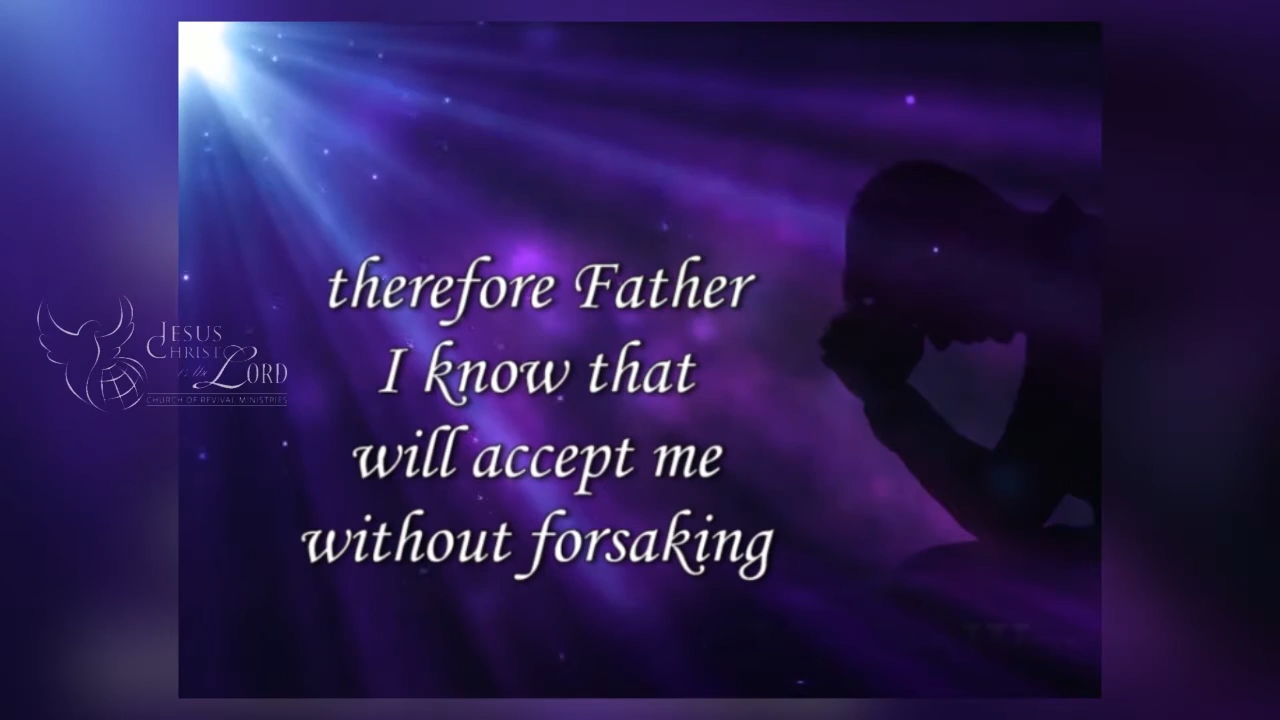 therefore Father
I know that
will accept me
without forsaking
JESUS
CHRIST
is the LORD
CHURCH OF REVIVAL MINISTRIES